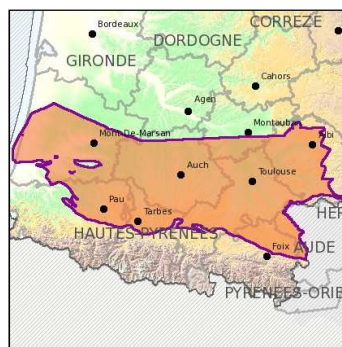 CORREZE
Bordeaux
DORDOGNE
GIRONDE
Cahors
Agen
Montauban
Mont-De-Marsan
Albi
Auch
Toulouse
Pau
Tarbes
HER
HAUTES-PYRENEES
Foix
AUDE
PYRENEES-ORIE